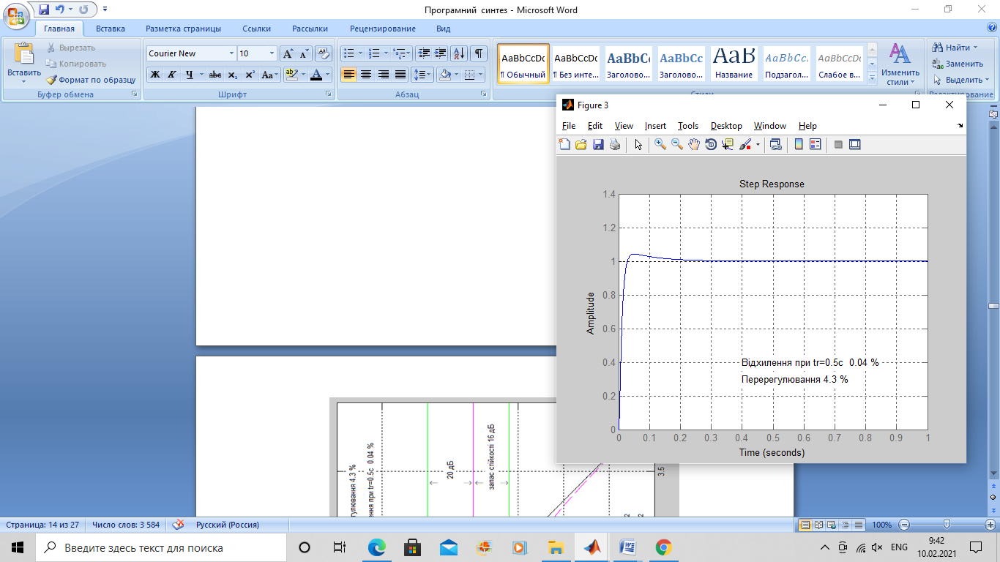 Програмний синтез - Microsoft Word
Главная Вставка Разметка страницы Ссылки Рассылки Рецензирование Вид
Вставить
Вырезать
Копировать
Формат по образцу
Буфер обмена
Courier New 10
Ж К Ч abc x₂ x² Aa
Шрифт
Абзац
AaBbCcDc AaBbCcDc AaBbCc AaBbCc AaB AaBbCc. AaBbCcDc
¶ Обычный ¶ Без инте... Заголово... Заголово... Название Подзагол... Слабое в...
Изменить стили
Стили
Найти
Заменить
Выделить
Редактирование
Figure 3
File Edit View Insert Tools Desktop Window Help
Step Response
1.4
1.2
1
0.8
0.6
0.4
0.2
0
Amplitude
Відхилення при tr=0.5с 0.04 %
Перерегулювання 4.3 %
0 0.1 0.2 0.3 0.4 0.5 0.6 0.7 0.8 0.9 1
Time (seconds)
гулювання 4.3 %
ення при tr=0.5с 0.04 %
20 дБ
запас стійкості 16 дБ
3.5
Страница: 14 из 27 Число слов: 3 584 Русский (Россия) 100%
Введите здесь текст для поиска
ENG
9:42
10.02.2021